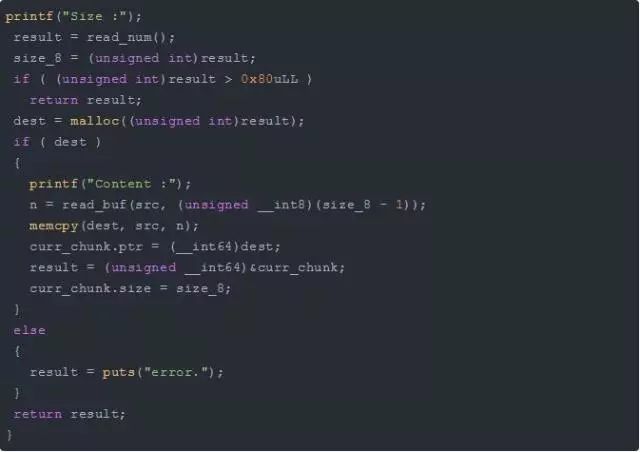 printf("Size :");
result = read_num();
size_8 = (unsigned int)result;
if ( (unsigned int)result > 0x80uLL )
return result;
dest = malloc((unsigned int)result);
if ( dest )
{
printf("Content :");
n = read_buf(src, (unsigned __int8)(size_8 - 1));
memcpy(dest, src, n);
curr_chunk.ptr = (__int64)dest;
result = (unsigned __int64)&curr_chunk;
curr_chunk.size = size_8;
}
else
{
result = puts("error.");
}
return result;
}